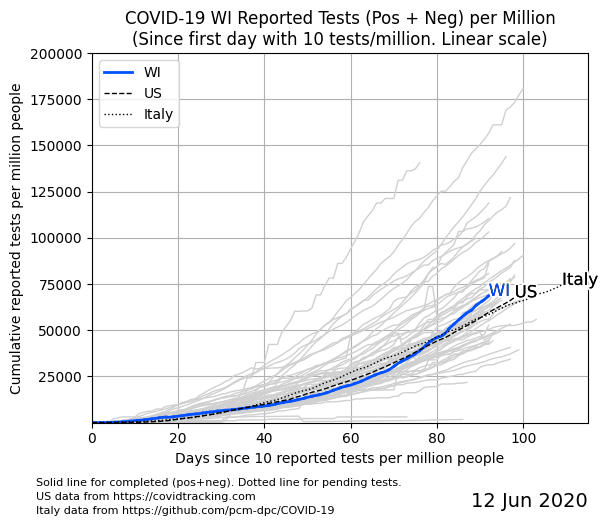 COVID-19 WI Reported Tests (Pos + Neg) per Million
(Since first day with 10 tests/million. Linear scale)
200000
175000
150000
125000
100000
75000
50000
25000
Cumulative reported tests per million people
WI
US
Italy
WI
US
Italy
0
20
40
60
80
100
Days since 10 reported tests per million people
Solid line for completed (pos+neg). Dotted line for pending tests.
US data from https://covidtracking.com
Italy data from https://github.com/pcm-dpc/COVID-19
12 Jun 2020